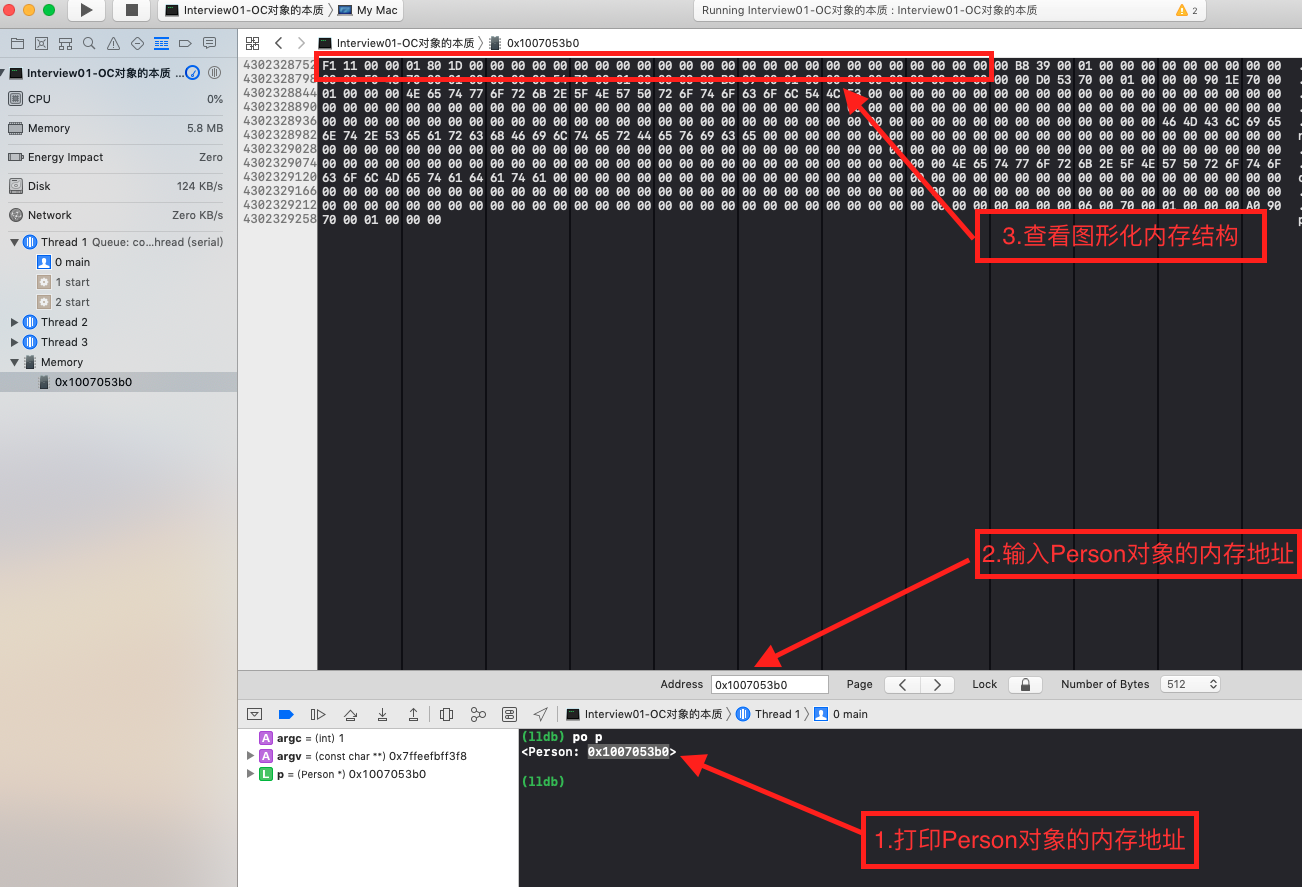 Interview01-OC对象的本质 〉 My Mac
Running Interview01-OC对象的本质 : Interview01-OC对象的本质
2
Interview01-OC对象的本质 〉 0x1007053b0
Interview01-OC对象的本质 ...
CPU 0%
Memory 5.8 MB
Energy Impact Zero
Disk 124 KB/s
Network Zero KB/s
Thread 1 Queue: co...hread (serial)
0 main
1 start
2 start
Thread 2
Thread 3
Memory
0x1007053b0
4302328752 F1 11 00 00 01 80 1D 00 00 00 00 00 00 00 00 00 00 00 00 00 00 00 00 00 00 00 00 00 00 00 00 00 00 B8 39 00 01 00 00 00 00 00 00 00 00 00
4302328798 00 D0 53 70 00 01 00 00 00 90 1E 70 00
4302328844 01 00 00 00 4E 65 74 77 6F 72 6B 2E 5F 4E 57 50 72 6F 74 6F 63 6F 6C 54 4C 00 00 00 00 00 00 00 00 00 00 00 00 00 00 00 00 00 00 00 00
4302328890 00 00 00 00 00 00 00 00 00 00 00 00 00 00 00 00 00 00 00 00 00 00 00 00 00 00 00 00 00 00 00 00 00 00 00 00 00 00 00 00 00 00 00 00 00 00
4302328936 00 00 00 00 00 00 00 00 00 00 00 00 00 00 00 00 00 00 00 00 00 00 00 00 00 00 00 00 00 00 00 00 00 00 00 00 00 00 00 00 46 4D 43 6C 69 65
4302328982 6E 74 2E 53 65 61 72 63 68 46 69 6C 74 65 72 44 65 76 69 63 65 00 00 00 00 00 00 00 00 00 00 00 00 00 00 00 00 00 00 00 00 00 00 00 00 00
4302329028 00 00 00 00 00 00 00 00 00 00 00 00 00 00 00 00 00 00 00 00 00 00 00 00 00 00 00 00 00 00 00 00 00 00 00 00 00 00 00 00 00 00 00 00 00 00
4302329074 00 00 00 00 00 00 00 00 00 00 00 00 00 00 00 00 00 00 00 00 00 00 00 00 00 00 00 00 00 00 4E 65 74 77 6F 72 6B 2E 5F 4E 57 50 72 6F 74 6F
4302329120 63 6F 6C 4D 65 74 61 64 61 74 61 00 00 00 00 00 00 00 00 00 00 00 00 00 00 00 00 00 00 00 00 00 00 00 00 00 00 00 00 00 00 00 00 00 00 00
4302329166 00 00 00 00 00 00 00 00 00 00 00 00 00 00 00 00 00 00 00 00 00 00 00 00 00 00 00 00 00 00 00 00 00 00 00 00 00 00 00 00 00 00 00 00 00 00
4302329212 00 00 00 00 00 00 00 00 00 00 00 00 00 00 00 00 00 00 00 00 00 00 00 00 00 00 00 00 00 00 00 00 00 00 00 00 06 00 70 00 01 00 00 00 A0 90
4302329258 70 00 01 00 00 00
3.查看图形化内存结构
2.输入Person对象的内存地址
Address 0x1007053b0 Page Lock Number of Bytes 512
Interview01-OC对象的本质 〉 Thread 1 〉 0 main
A argc = (int) 1
A argv = (const char **) 0x7ffeefbff3f8
L p = (Person *) 0x1007053b0
(lldb) po p
<Person: 0x1007053b0>
(lldb)
1.打印Person对象的内存地址